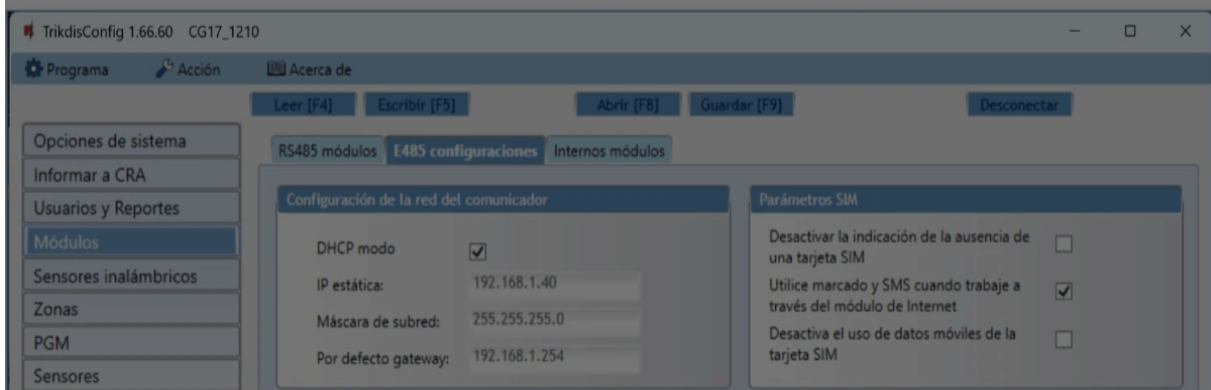 TrikdisConfig 1.66.60 CG17_1210
Programa Acción Acerca de
Leer [F4] Escribir [F5] Abrir [F8] Guardar [F9] Desconectar
Opciones de sistema
Informar a CRA
Usuarios y Reportes
Módulos
Sensores inalámbricos
Zonas
PGM
Sensores
RS485 módulos E485 configuraciones Internos módulos
Configuración de la red del comunicador
DHCP modo
IP estática: 192.168.1.40
Máscara de subred: 255.255.255.0
Por defecto gateway: 192.168.1.254
Parámetros SIM
Desactivar la indicación de la ausencia de
una tarjeta SIM
Utilice marcado y SMS cuando trabaje a
través del módulo de Internet
Desactiva el uso de datos móviles de la
tarjeta SIM